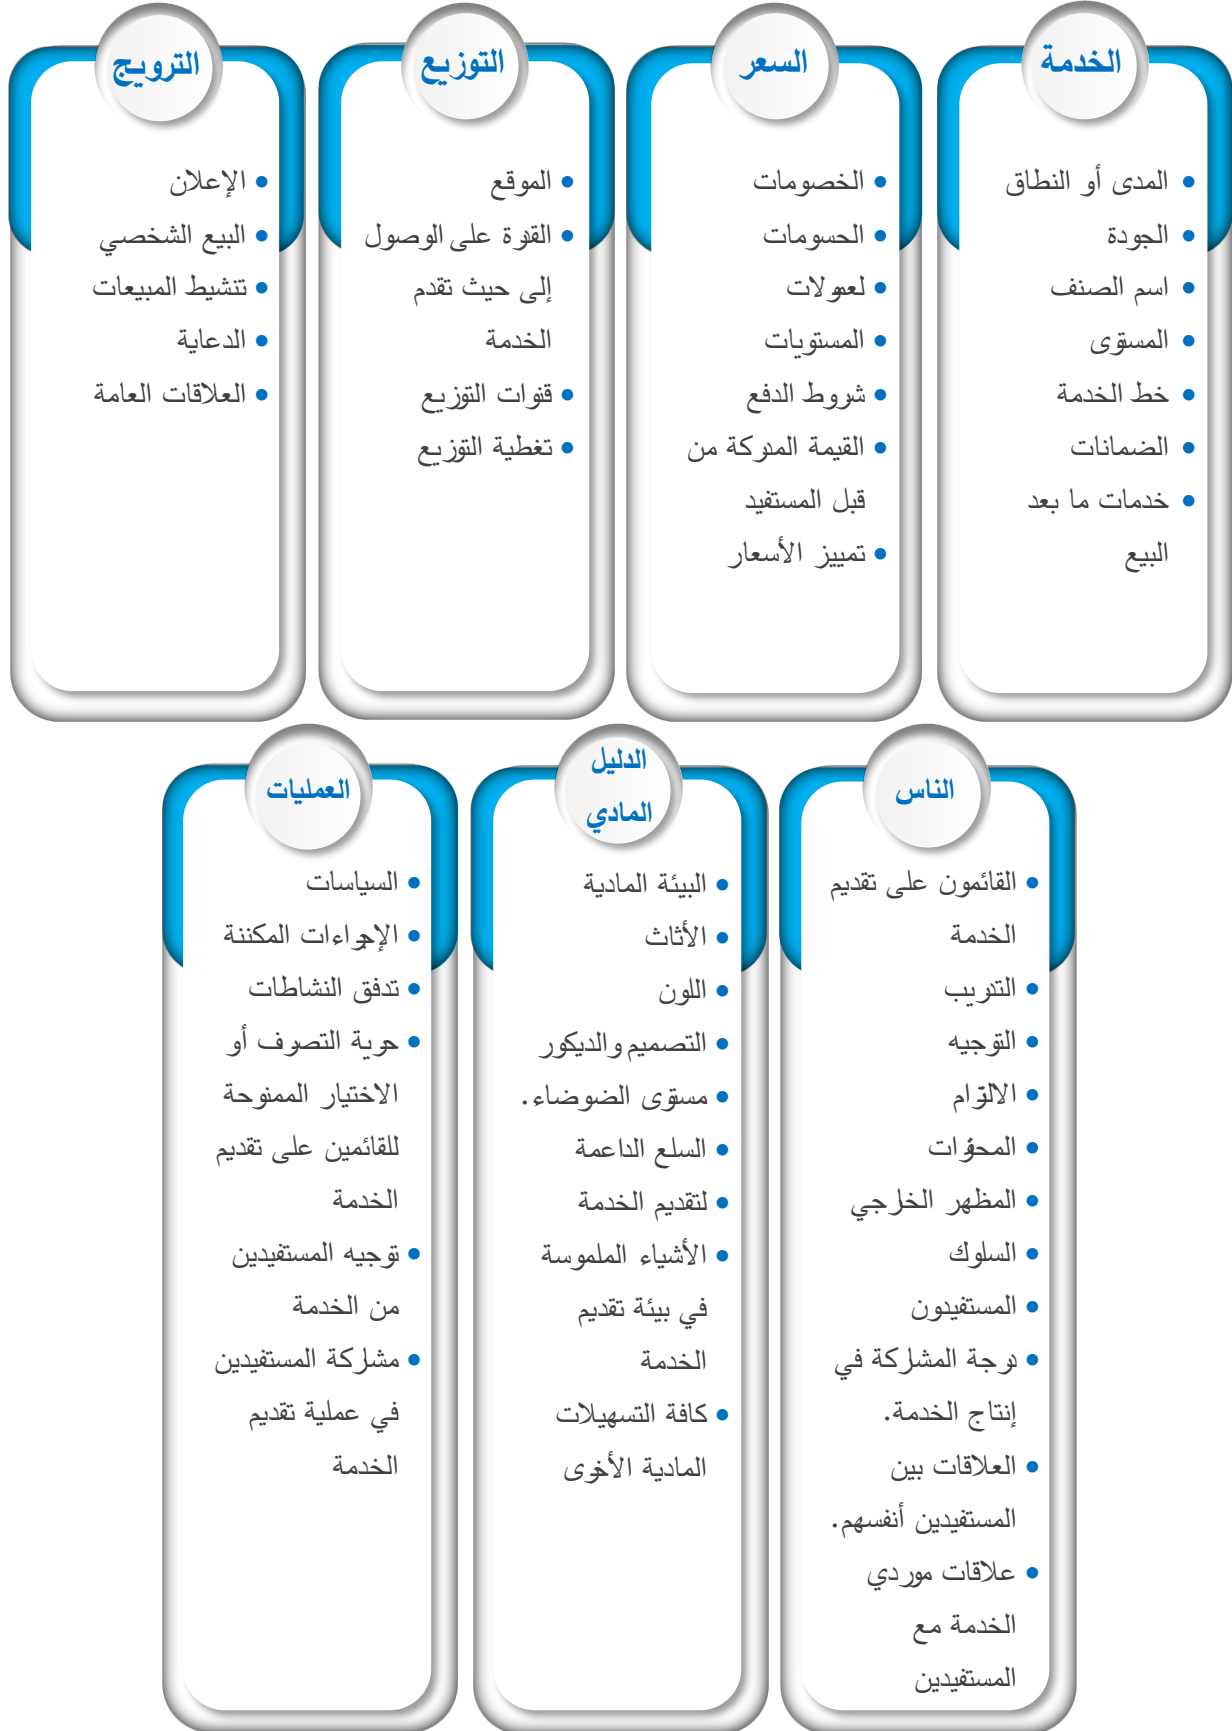 الخدمة
• المدى أو النطاق
• الجودة
• اسم الصنف
• المستوى
• خط الخدمة
• الضمانات
• خدمات ما بعد
البيع
السعر
• الخصومات
• الحسومات
• لعمولات
• المستويات
• شروط الدفع
• القيمة المدركة من
قبل المستفيد
• تمييز الأسعار
التوزيع
• الموقع
• القدرة على الوصول
إلى حيث تقدم
الخدمة
• قنوات التوزيع
• تغطية التوزيع
الترويج
• الإعلان
• البيع الشخصي
• تنشيط المبيعات
• الدعاية
• العلاقات العامة
الناس
• القائمون على تقديم
الخدمة
• التدريب
• التوجيه
• الالتزام
• المحفزات
• المظهر الخارجي
• السلوك
• المستفيدون
• درجة المشاركة في
إنتاج الخدمة.
• العلاقات بين
المستفيدين أنفسهم.
• علاقات موردي
الخدمة مع
المستفيدين
الدليل
المادي
• البيئة المادية
• الأثاث
• اللون
• التصميم والديكور
• مستوى الضوضاء.
• السلع الداعمة
• لتقديم الخدمة
• الأشياء الملموسة
في بيئة تقديم
الخدمة
• كافة التسهيلات
المادية الأخرى
العمليات
• السياسات
• الإجراءات المكننة
• تدفق النشاطات
• حرية التصرف أو
الاختيار الممنوحة
للقائمين على تقديم
الخدمة
• توجيه المستفيدين
من الخدمة
• مشاركة المستفيدين
في عملية تقديم
الخدمة